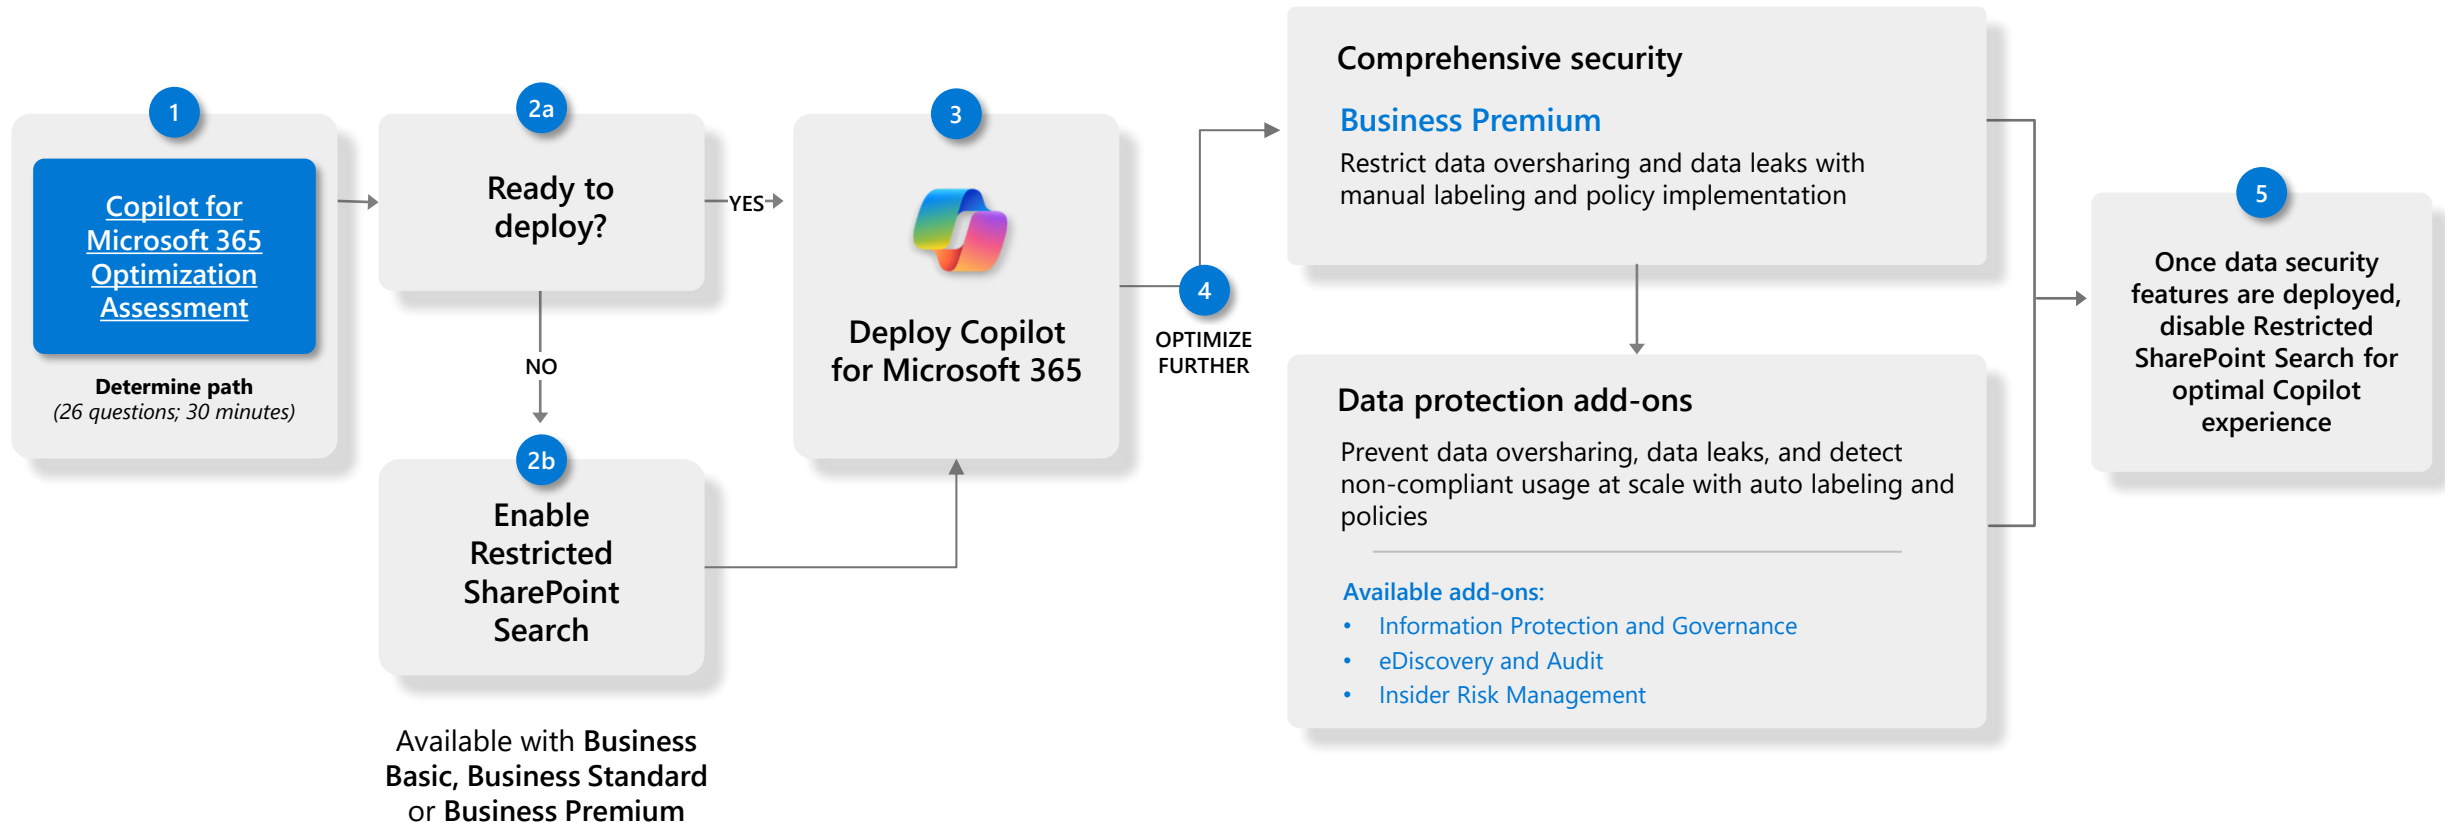 1
Copilot for
Microsoft 365
Optimization
Assessment
Determine path
(26 questions; 30 minutes)
2a
Ready to
deploy?
YES
NO
2b
Enable
Restricted
SharePoint
Search
Available with Business
Basic, Business Standard
or Business Premium
3
Deploy Copilot
for Microsoft 365
4
OPTIMIZE
FURTHER
Comprehensive security
Business Premium
Restrict data oversharing and data leaks with
manual labeling and policy implementation
Data protection add-ons
Prevent data oversharing, data leaks, and detect
non-compliant usage at scale with auto labeling and
policies
Available add-ons:
• Information Protection and Governance
• eDiscovery and Audit
• Insider Risk Management
5
Once data security
features are deployed,
disable Restricted
SharePoint Search for
optimal Copilot
experience